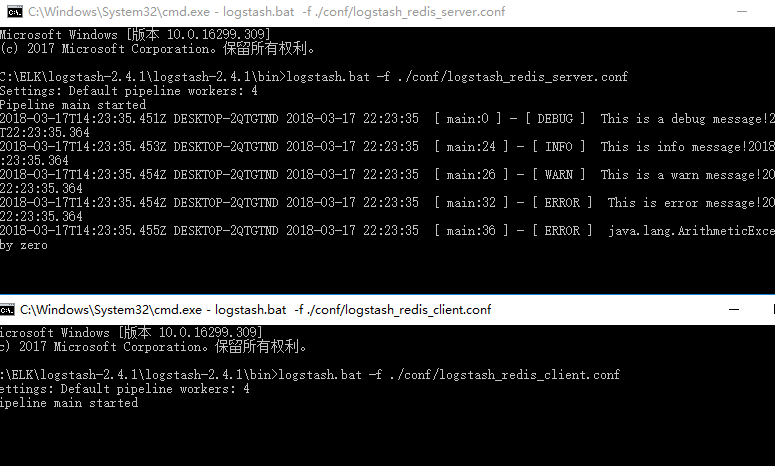 C:\Windows\System32\cmd.exe - logstash.bat -f ./conf/logstash_redis_server.conf
Microsoft Windows [版本 10.0.16299.309]
(c) 2017 Microsoft Corporation。保留所有权利。
C:\ELK\logstash-2.4.1\logstash-2.4.1\bin>logstash.bat -f ./conf/logstash_redis_server.conf
Settings: Default pipeline workers: 4
Pipeline main started
2018-03-17T14:23:35.451Z DESKTOP-2QTGTND 2018-03-17 22:23:35 [ main:0 ] - [ DEBUG ] This is a debug message!2
T22:23:35.364
2018-03-17T14:23:35.453Z DESKTOP-2QTGTND 2018-03-17 22:23:35 [ main:24 ] - [ INFO ] This is info message!2018
:23:35.364
2018-03-17T14:23:35.454Z DESKTOP-2QTGTND 2018-03-17 22:23:35 [ main:26 ] - [ WARN ] This is a warn message!20
22:23:35.364
2018-03-17T14:23:35.454Z DESKTOP-2QTGTND 2018-03-17 22:23:35 [ main:32 ] - [ ERROR ] This is error message!20
22:23:35.364
2018-03-17T14:23:35.455Z DESKTOP-2QTGTND 2018-03-17 22:23:35 [ main:36 ] - [ ERROR ] java.lang.ArithmeticExce
by zero
C:\Windows\System32\cmd.exe - logstash.bat -f ./conf/logstash_redis_client.conf
icrosoft Windows [版本 10.0.16299.309]
c) 2017 Microsoft Corporation。保留所有权利。
:\ELK\logstash-2.4.1\logstash-2.4.1\bin>logstash.bat -f ./conf/logstash_redis_client.conf
ettings: Default pipeline workers: 4
ipeline main started